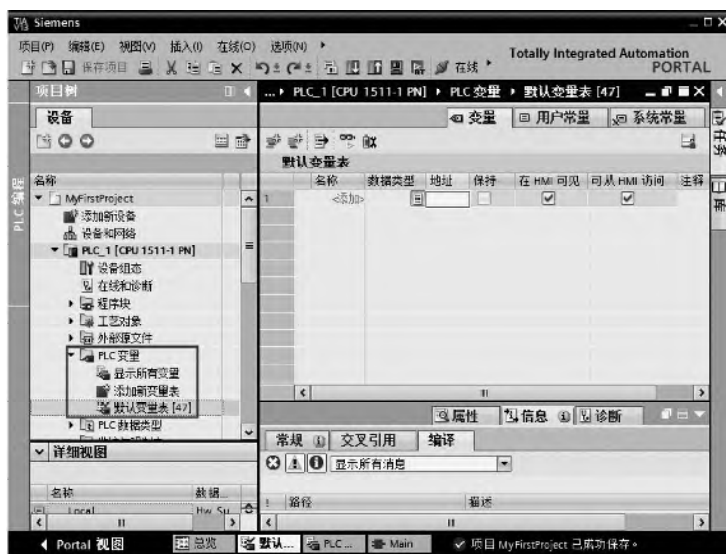 Siemens
项目(P) 编辑(E) 视图(V) 插入(I) 在线(O) 选项(N)
Totally Integrated Automation
PORTAL
保存项目
在线
项目树
... PLC_1 [CPU 1511-1 PN] PLC 变量 默认变量表 [47]
设备
变量 用户常量 系统常量
PLC 编程
默认变量表
名称
名称 数据类型 地址 保持 在 HMI 可见 可从 HMI 访问 注释
1 <添加>
MyFirstProject
添加新设备
设备和网络
PLC_1 [CPU 1511-1 PN]
设备组态
在线和诊断
程序块
工艺对象
外部源文件
PLC 变量
显示所有变量
添加新变量表
默认变量表 [47]
PLC 数据类型
属性 信息 诊断
常规 交叉引用 编译
详细视图
显示所有消息
名称 数据...
! 路径 描述
Local Hw_Su
Portal 视图 总览 默认... PLC ... Main 项目 MyFirstProject 已成功保存。